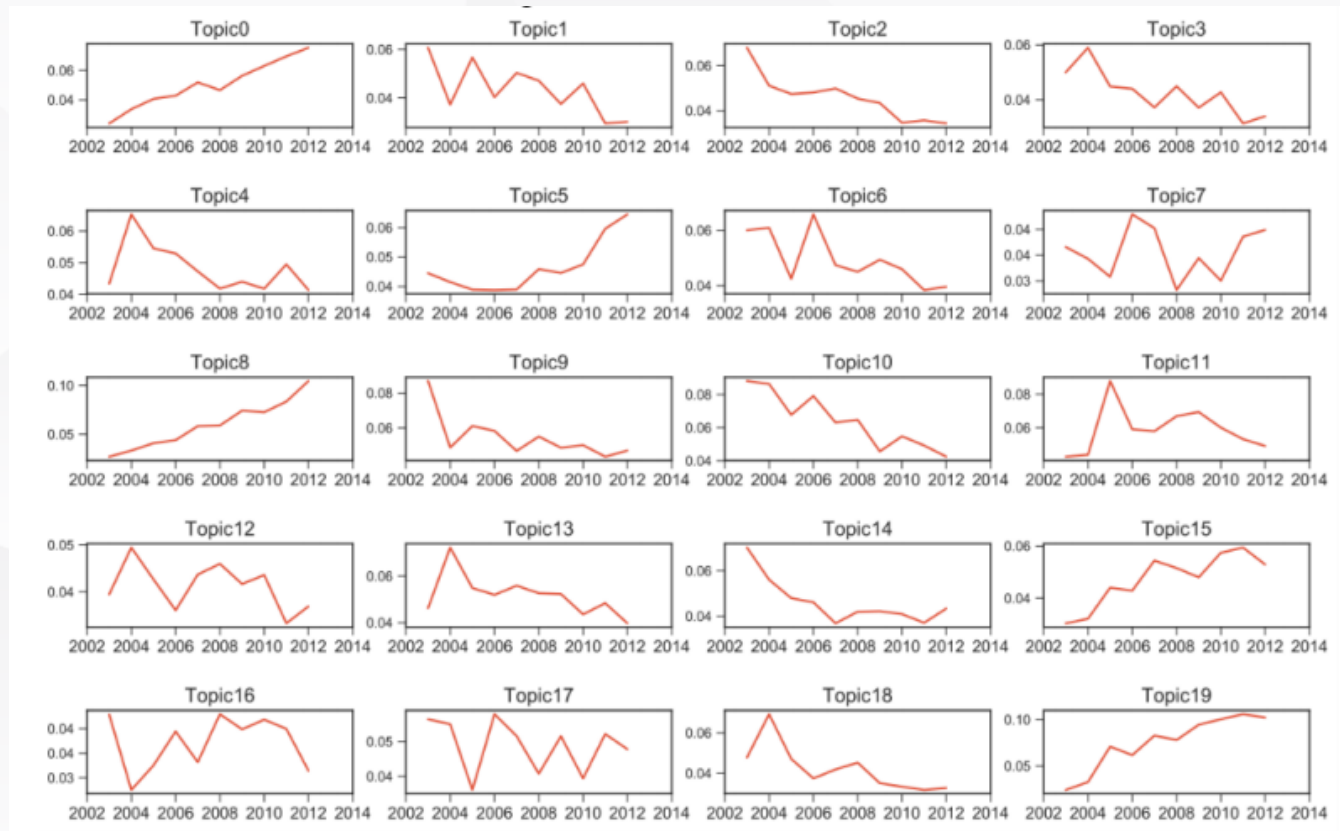 Topic0 Topic1 Topic2 Topic3
0.06 0.06 0.06 0.06
0.04 0.04 0.04 0.04
2002 2004 2006 2008 2010 2012 2014 2002 2004 2006 2008 2010 2012 2014 2002 2004 2006 2008 2010 2012 2014 2002 2004 2006 2008 2010 2012 2014
Topic4 Topic5 Topic6 Topic7
0.06 0.06 0.06 0.04
0.05 0.05 0.04
0.04 0.04 0.04 0.03
2002 2004 2006 2008 2010 2012 2014 2002 2004 2006 2008 2010 2012 2014 2002 2004 2006 2008 2010 2012 2014 2002 2004 2006 2008 2010 2012 2014
Topic8 Topic9 Topic10 Topic11
0.10 0.08 0.08 0.08
0.05 0.06 0.06 0.06
0.04
2002 2004 2006 2008 2010 2012 2014 2002 2004 2006 2008 2010 2012 2014 2002 2004 2006 2008 2010 2012 2014 2002 2004 2006 2008 2010 2012 2014
Topic12 Topic13 Topic14 Topic15
0.05 0.06 0.06 0.06
0.04 0.04 0.04 0.04
2002 2004 2006 2008 2010 2012 2014 2002 2004 2006 2008 2010 2012 2014 2002 2004 2006 2008 2010 2012 2014 2002 2004 2006 2008 2010 2012 2014
Topic16 Topic17 Topic18 Topic19
0.04 0.05 0.06 0.10
0.04 0.04 0.04 0.05
0.03
2002 2004 2006 2008 2010 2012 2014 2002 2004 2006 2008 2010 2012 2014 2002 2004 2006 2008 2010 2012 2014 2002 2004 2006 2008 2010 2012 2014